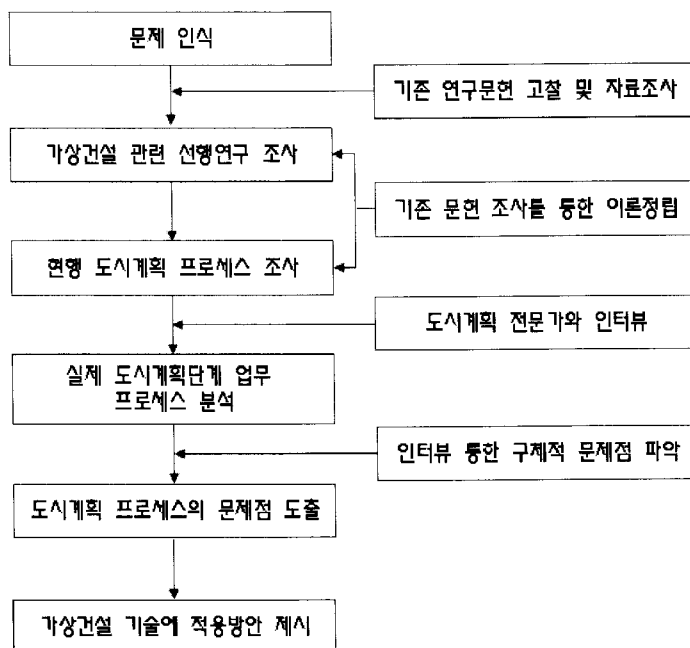 문제 인식
기존 연구문헌 고찰 및 자료조사
가상건설 관련 선행연구 조사
기존 문헌 조사를 통한 이론정립
현행 도시계획 프로세스 조사
도시계획 전문가와 인터뷰
실제 도시계획단계 업무
프로세스 분석
인터뷰 통한 구체적 문제점 파악
도시계획 프로세스의 문제점 도출
가상건설 기술에 적용방안 제시